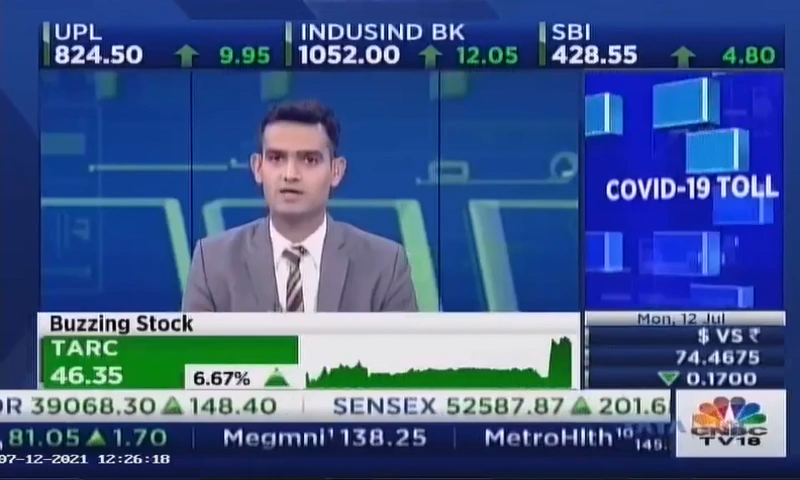 UPL
824.50 9.95
INDUSIND BK
1052.00 12.05
SBI
428.55 4.80
COVID-19 TOLL
Buzzing Stock
TARC
46.35 6.67%
Mon, 12 Jul
$ VS ₹
74.4675
0.1700
R 39068.30 148.40 SENSEX 52587.87 201.6
81.05 1.70 Megmni 138.25 MetroHlth
CNBC
TV18
07-12-2021 12:26:18